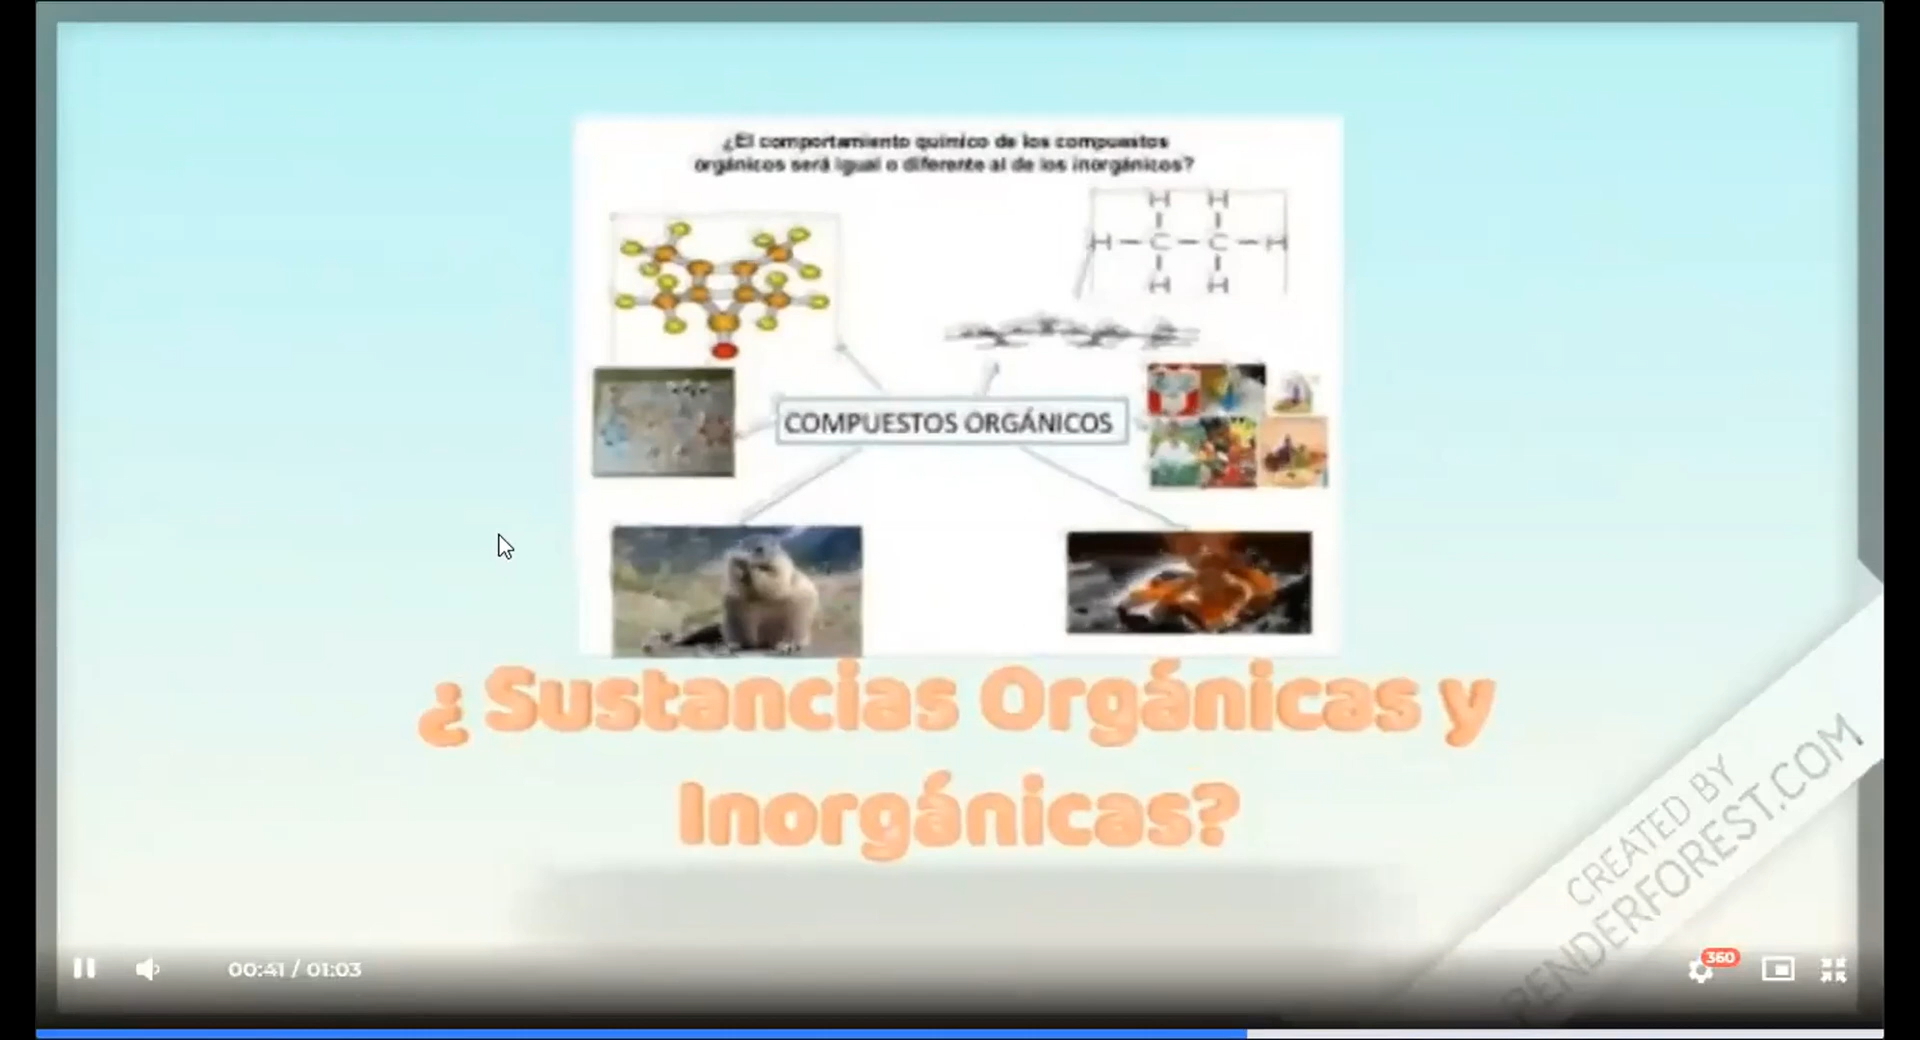 ¿El comportamiento químico de los compuestos
orgánicos será igual o diferente al de los inorgánicos?
H H
H - C - C - H
H H
COMPUESTOS ORGÁNICOS
¿Sustancias Orgánicas y
Inorgánicas?
CREATED BY
RENDERFOREST.COM
00:41 / 01:03
360